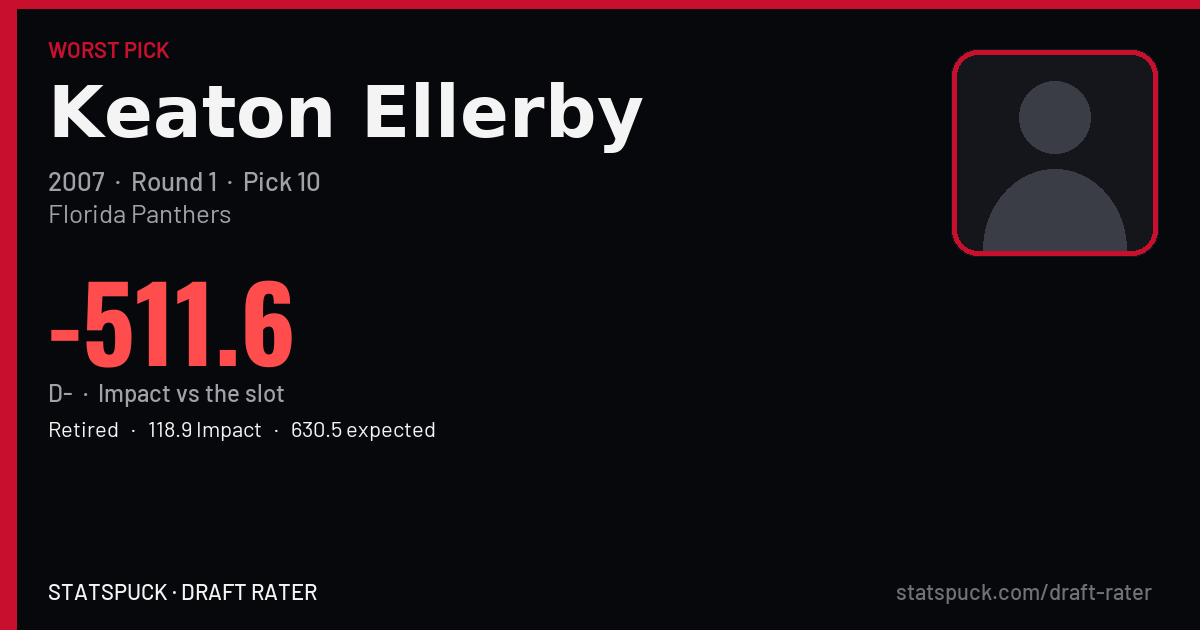 WORST PICK
Keaton Ellerby
2007 · Round 1 · Pick 10
Florida Panthers
-511.6
D- · Impact vs the slot
Retired · 118.9 Impact · 630.5 expected
STATSPUCK · DRAFT RATER
statspuck.com/draft-rater